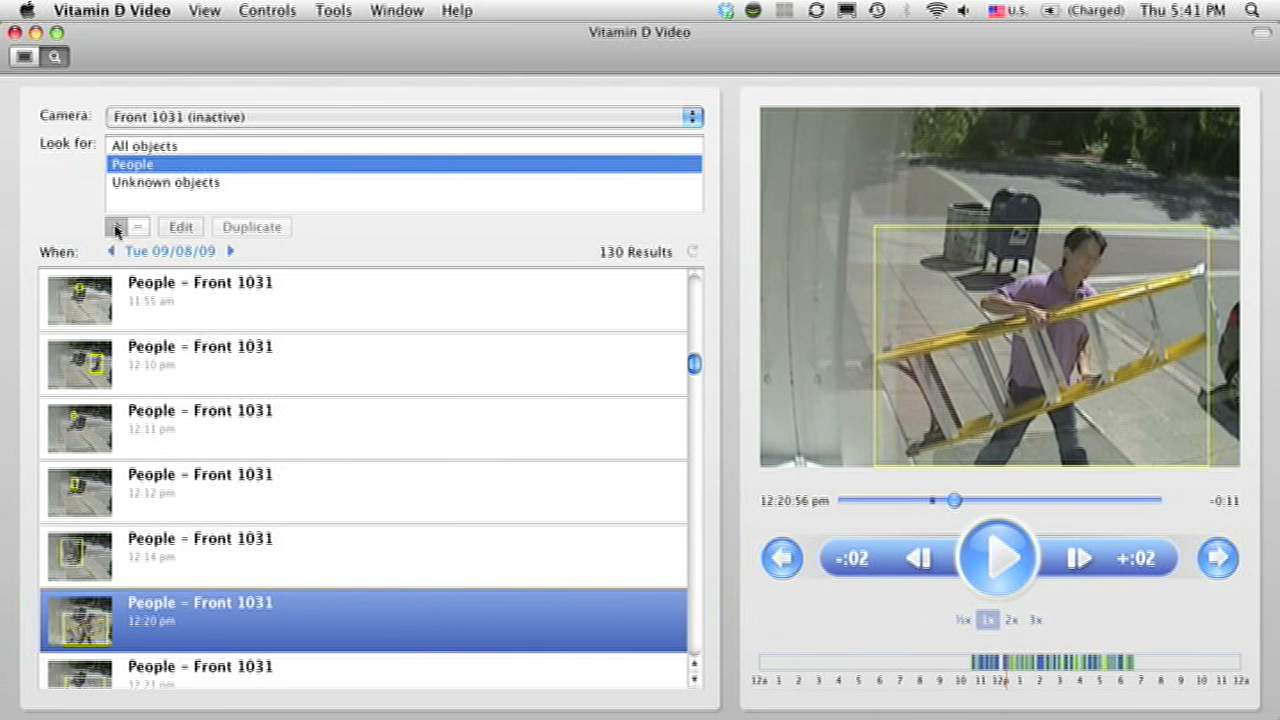 Vitamin D Video View Controls Tools Window Help U.S. (Charged) Thu 5:41 PM
Vitamin D Video
Camera: Front 1031 (inactive)
Look for: All objects
People
Unknown objects
Edit Duplicate
When: Tue 09/08/09 130 Results
People – Front 1031
11:55 am
People – Front 1031
12:10 pm
People – Front 1031
12:11 pm
People – Front 1031
12:12 pm
People – Front 1031
12:14 pm
People – Front 1031
12:20 pm
People – Front 1031
12:21 pm
12:20:56 pm -0:11
-:02 +:02
½x 1x 2x 3x
12a 1 2 3 4 5 6 7 8 9 10 11 12p 1 2 3 4 5 6 7 8 9 10 11 12a